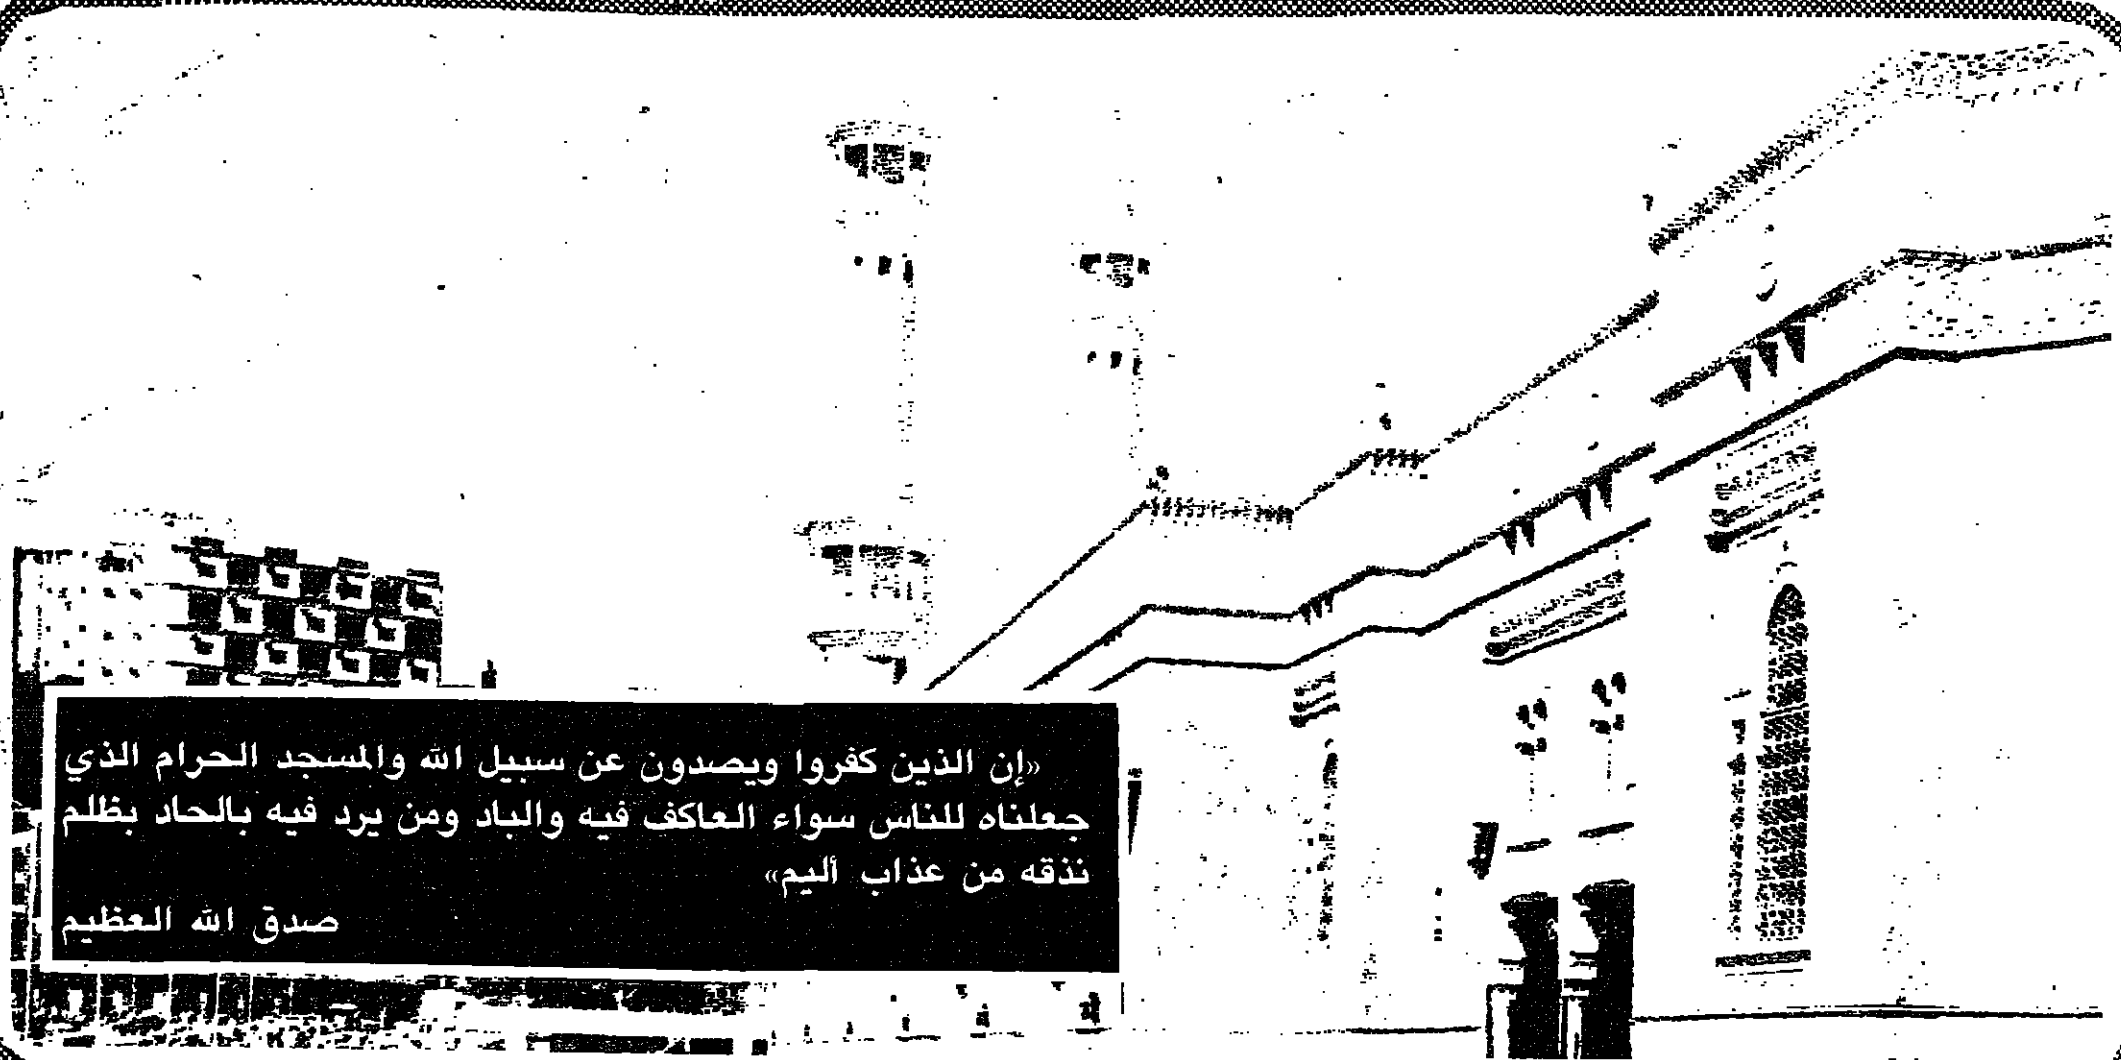 «إن الذين كفروا ويصدون عن سبيل الله والمسجد الحرام الذي
جعلناه للناس سواء العاكف فيه والباد ومن يرد فيه بالحاد بظلم
نذقه من عذاب أليم»
صدق الله العظيم